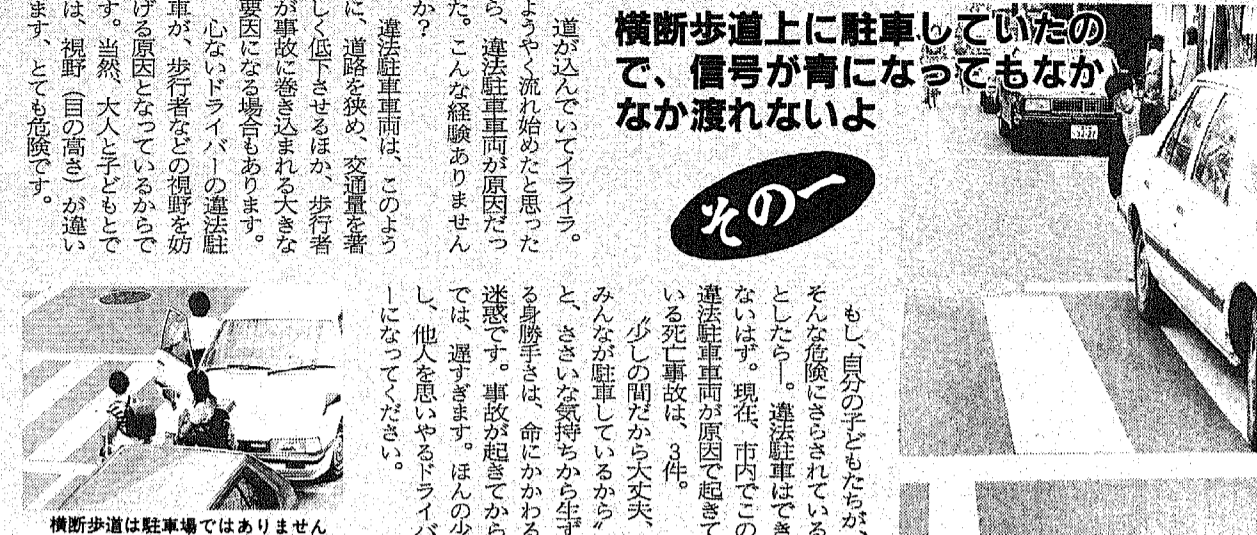 横断歩道上に駐車していたの
で、信号が青になってもなか
なか渡れないよ
その一
道が込んでいてイライラ。
ようやく流れ始めたと思った
ら、違法駐車車両が原因だっ
た。こんな経験ありません
か?
違法駐車車両は、このよう
に、道路を狭め、交通量を著
しく低下させるほか、歩行者
が事故に巻き込まれる大きな
要因になる場合もあります。
心ないドライバーの違法駐
車が、歩行者などの視野を妨
げる原因となっているからで
す。当然、大人と子どもとで
は、視野(目の高さ)が違い
ます、とても危険です。
もし、自分の子どもたちが、
そんな危険にさらされている
としたら―。違法駐車はでき
ないはず。現在、市内でこの
違法駐車車両が原因で起きて
いる死亡事故は、3件。
〝少しの間だから大丈夫、
みんなが駐車しているから〟
と、ささいな気持ちから生ず
る身勝手さは、命にかかわる
迷惑です。事故が起きてから
では、遅すぎます。ほんの少
し、他人を思いやるドライバ
ーになってください。
横断歩道は駐車場ではありません